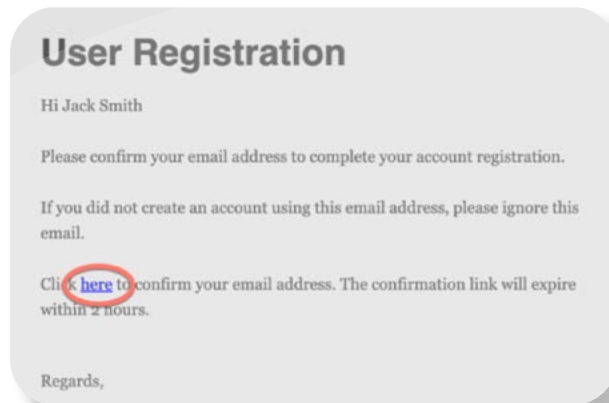 User Registration
Hi Jack Smith
Please confirm your email address to complete your account registration.
If you did not create an account using this email address, please ignore this
email.
Click here to confirm your email address. The confirmation link will expire
within 2 hours.
Regards,